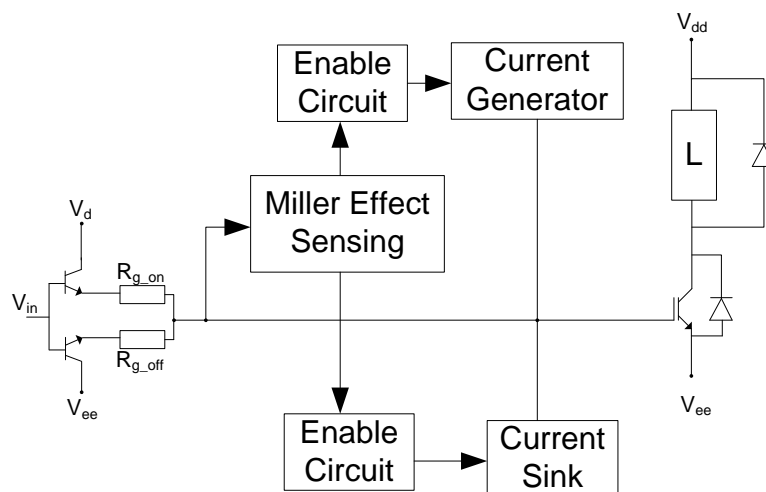 V_dd
Enable
Circuit
Current
Generator
L
Miller Effect
Sensing
V_d
R_g_on
V_in
R_g_off
V_ee
V_ee
Enable
Circuit
Current
Sink